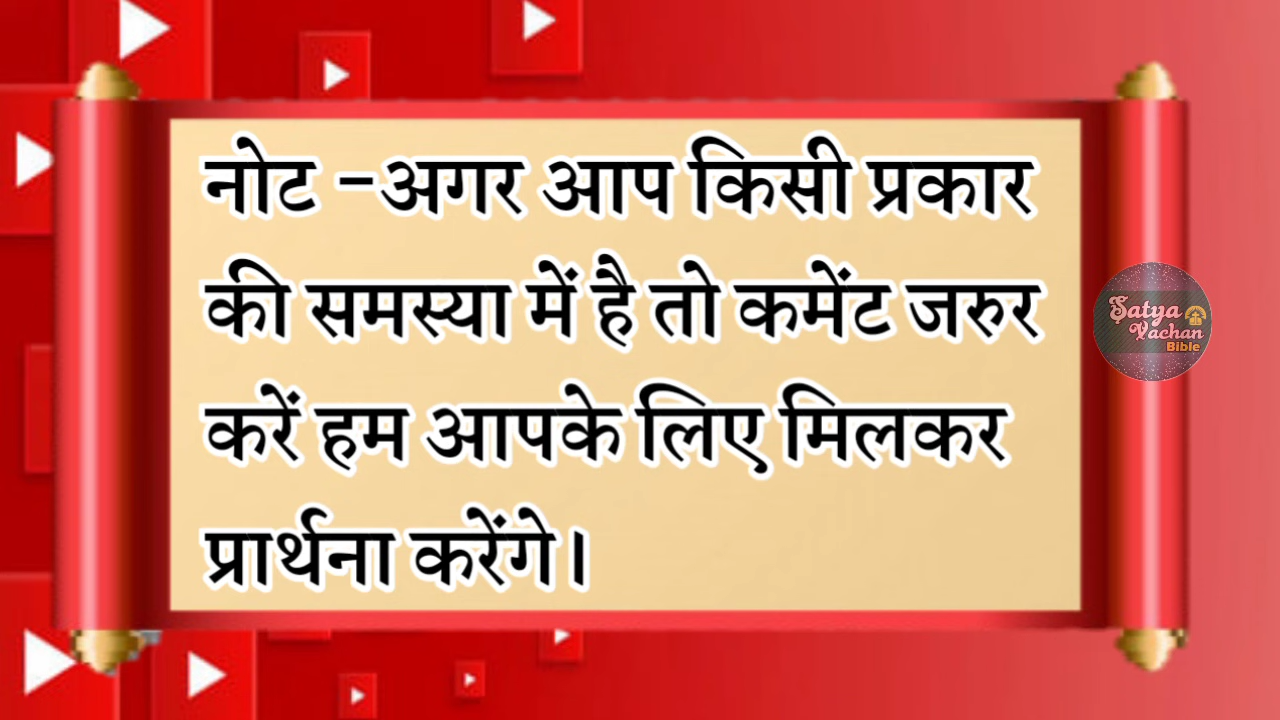 नोट -अगर आप किसी प्रकार
की समस्या में है तो कमेंट जरुर
करें हम आपके लिए मिलकर
प्रार्थना करेंगे।
Satya
Vachan
Bible